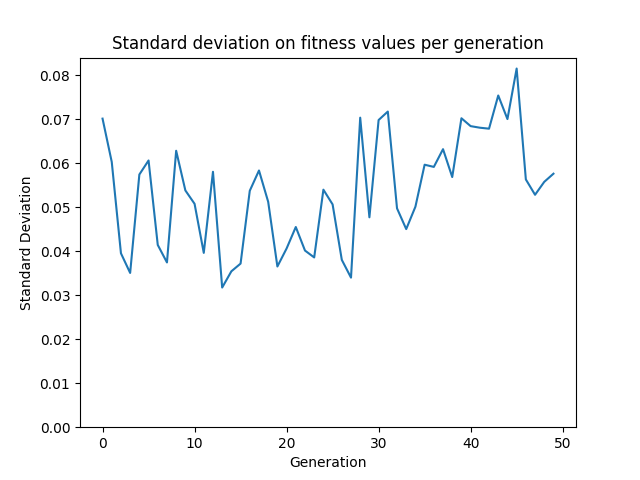 Standard deviation on fitness values per generation
0.08
0.07
0.06
0.05
0.04
0.03
0.02
0.01
0.00
Standard Deviation
0 10 20 30 40 50
Generation